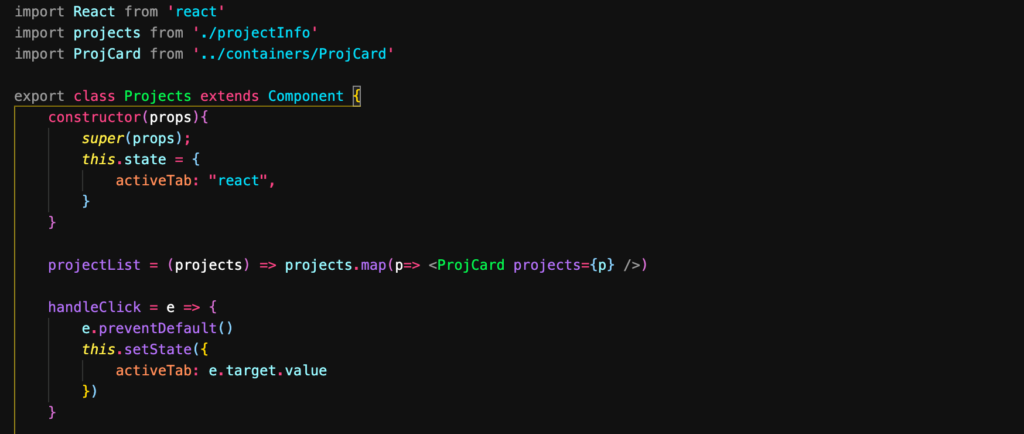 import React from 'react'
import projects from './projectInfo'
import ProjCard from '../containers/ProjCard'
export class Projects extends Component {
constructor(props){
super(props);
this.state = {
activeTab: "react",
}
}
projectList = (projects) => projects.map(p=> <ProjCard projects={p} />)
handleClick = e => {
e.preventDefault()
this.setState({
activeTab: e.target.value
})
}